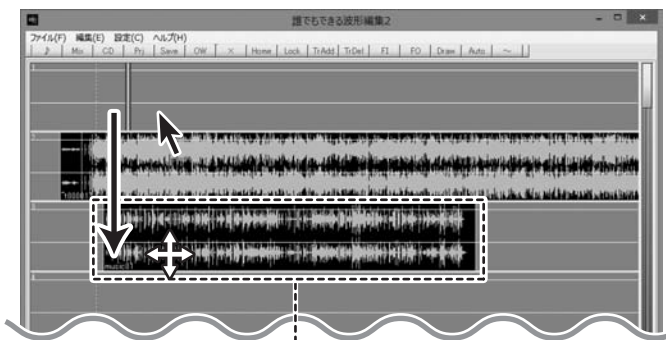 誰でもできる波形編集2
ファイル(F) 編集(E) 設定(C) ヘルプ(H)
♪ Mix CD Prj Save OW × Home Lock TrAdd TrDel FI FO Draw Auto ～
1
2
3
music01
4